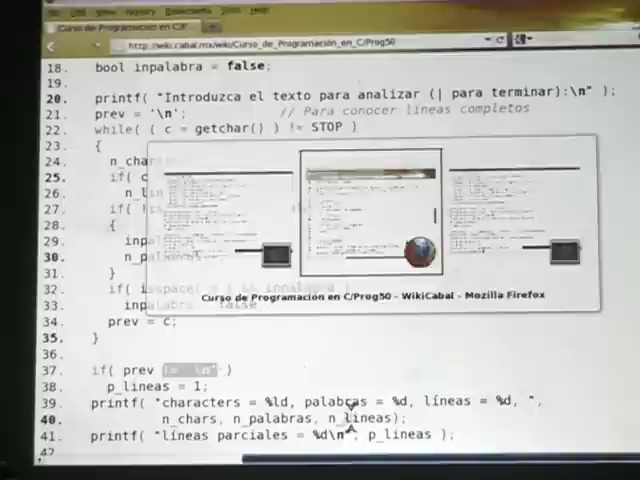 Curso de Programación en C/P
http://wiki.cabal.mx/wiki/Curso_de_Programación_en_C/Prog50
18. bool inpalabra = false;
19.
20. printf( "Introduzca el texto para analizar (| para terminar):\n" );
21. prev = '\n'; // Para conocer líneas completos
22. while( ( c = getchar() ) != STOP )
23. {
24. n_char
25. if( c
26. n_lin
27. if( !is
28. {
29. inpa
30. n_pal
31. }
32. if( isspace( c ) && inpalabra )
33. inpalabra = false
34. prev = c;
35. }
36.
37. if( prev != '\n' )
38. p_lineas = 1;
39. printf( "characters = %ld, palabras = %d, líneas = %d, ",
40. n_chars, n_palabras, n_lineas);
41. printf( "líneas parciales = %d\n", p_lineas );
42
Curso de Programación en C/Prog50 - WikiCabal - Mozilla Firefox